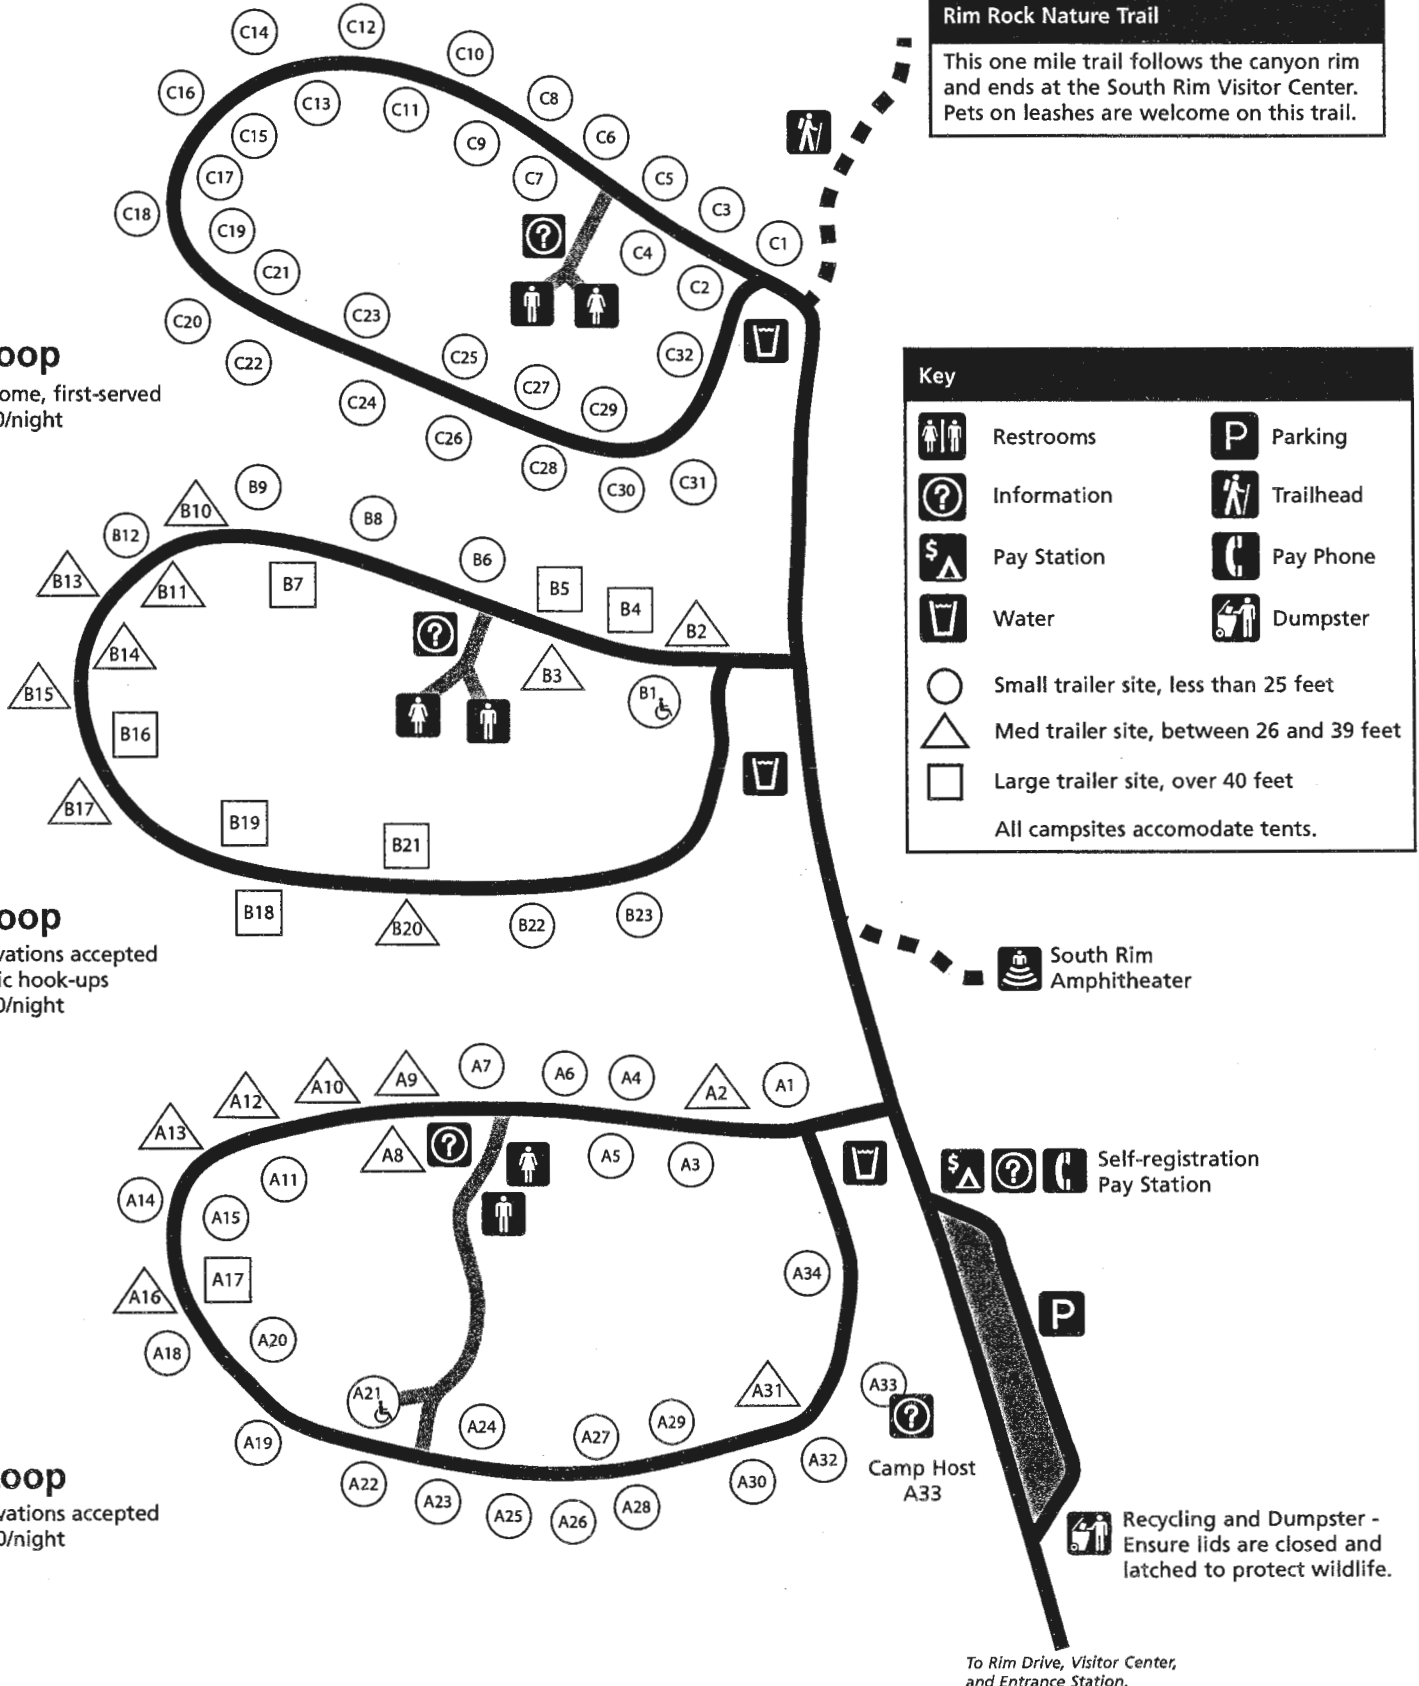 Rim Rock Nature Trail
This one mile trail follows the canyon rim
and ends at the South Rim Visitor Center.
Pets on leashes are welcome on this trail.
C14
C12
C10
C16
C13
C11
C8
C15
C9
C6
C17
C7
C5
C18
C19
C3
C1
C4
C21
C2
C20
C23
C22
C25
C32
C27
C24
C29
C26
C28
C30
C31
oop
ome, first-served
0/night
Key
Restrooms
Parking
Information
Trailhead
$
Pay Station
Pay Phone
Water
Dumpster
Small trailer site, less than 25 feet
Med trailer site, between 26 and 39 feet
Large trailer site, over 40 feet
All campsites accomodate tents.
P
?
B9
B10
B8
B12
B6
B13
B11
B7
B5
B4
B2
?
B14
B3
B15
B1
B16
B17
B19
B21
B18
B20
B22
B23
oop
vations accepted
ic hook-ups
0/night
South Rim
Amphitheater
A7
A6
A4
A2
A1
A9
A10
A12
A13
A8
?
A5
A3
A11
A14
A15
A17
A16
A34
A20
A18
A21
A31
A33
?
A24
A29
A27
A19
A22
A23
A25
A26
A28
A30
A32
Camp Host
A33
$
?
Self-registration
Pay Station
P
oop
vations accepted
0/night
Recycling and Dumpster -
Ensure lids are closed and
latched to protect wildlife.
To Rim Drive, Visitor Center,
and Entrance Station.
?